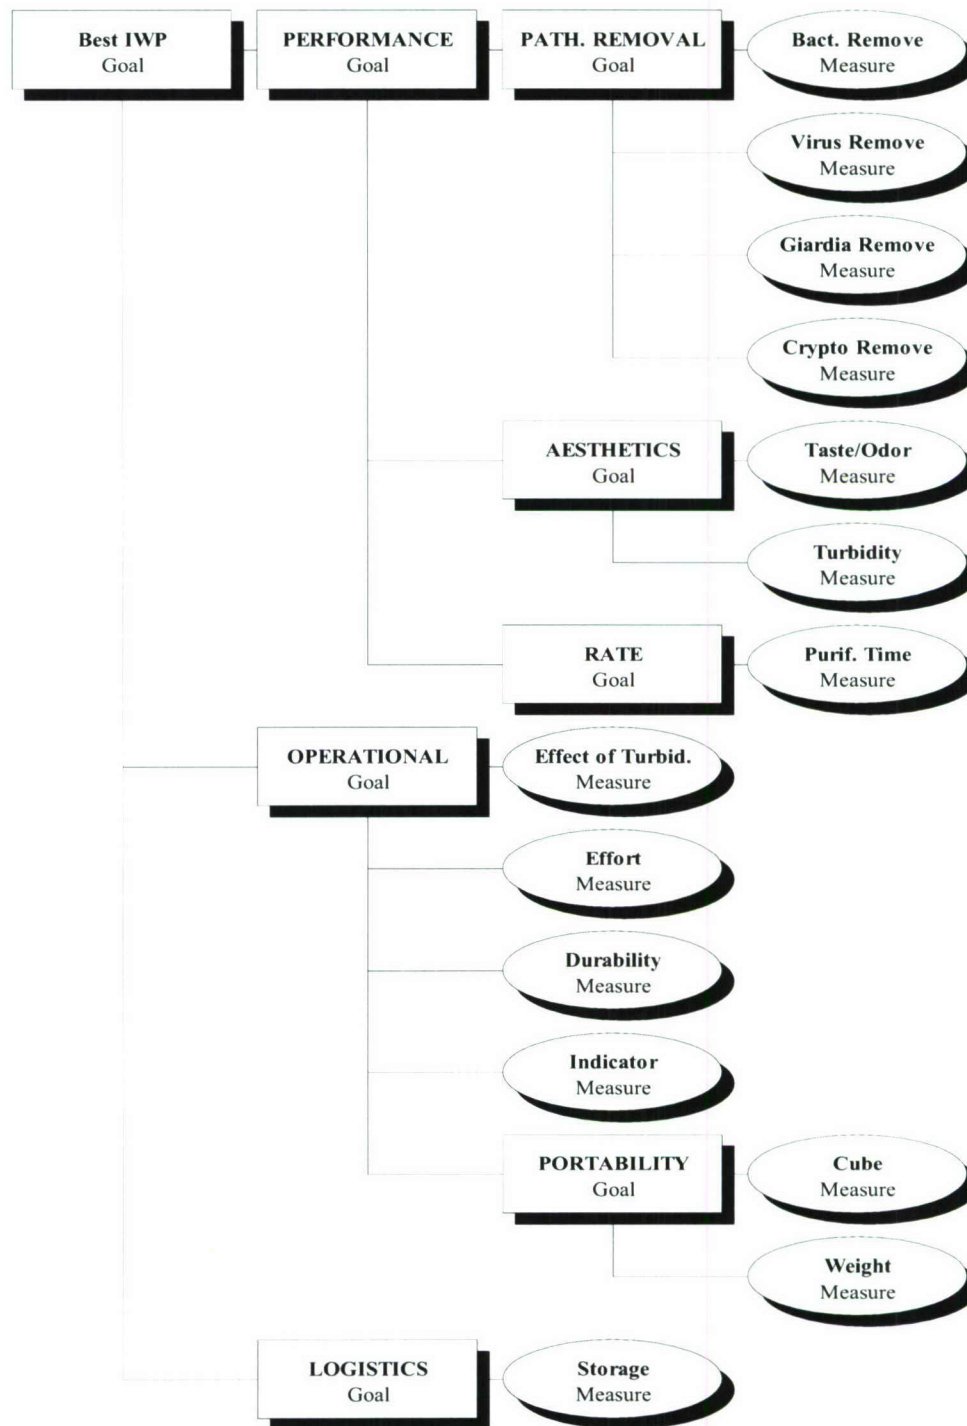 Best IWP
Goal
PERFORMANCE
Goal
PATH. REMOVAL
Goal
Bact. Remove
Measure
Virus Remove
Measure
Giardia Remove
Measure
Crypto Remove
Measure
AESTHETICS
Goal
Taste/Odor
Measure
Turbidity
Measure
RATE
Goal
Purif. Time
Measure
OPERATIONAL
Goal
Effect of Turbid.
Measure
Effort
Measure
Durability
Measure
Indicator
Measure
PORTABILITY
Goal
Cube
Measure
Weight
Measure
LOGISTICS
Goal
Storage
Measure